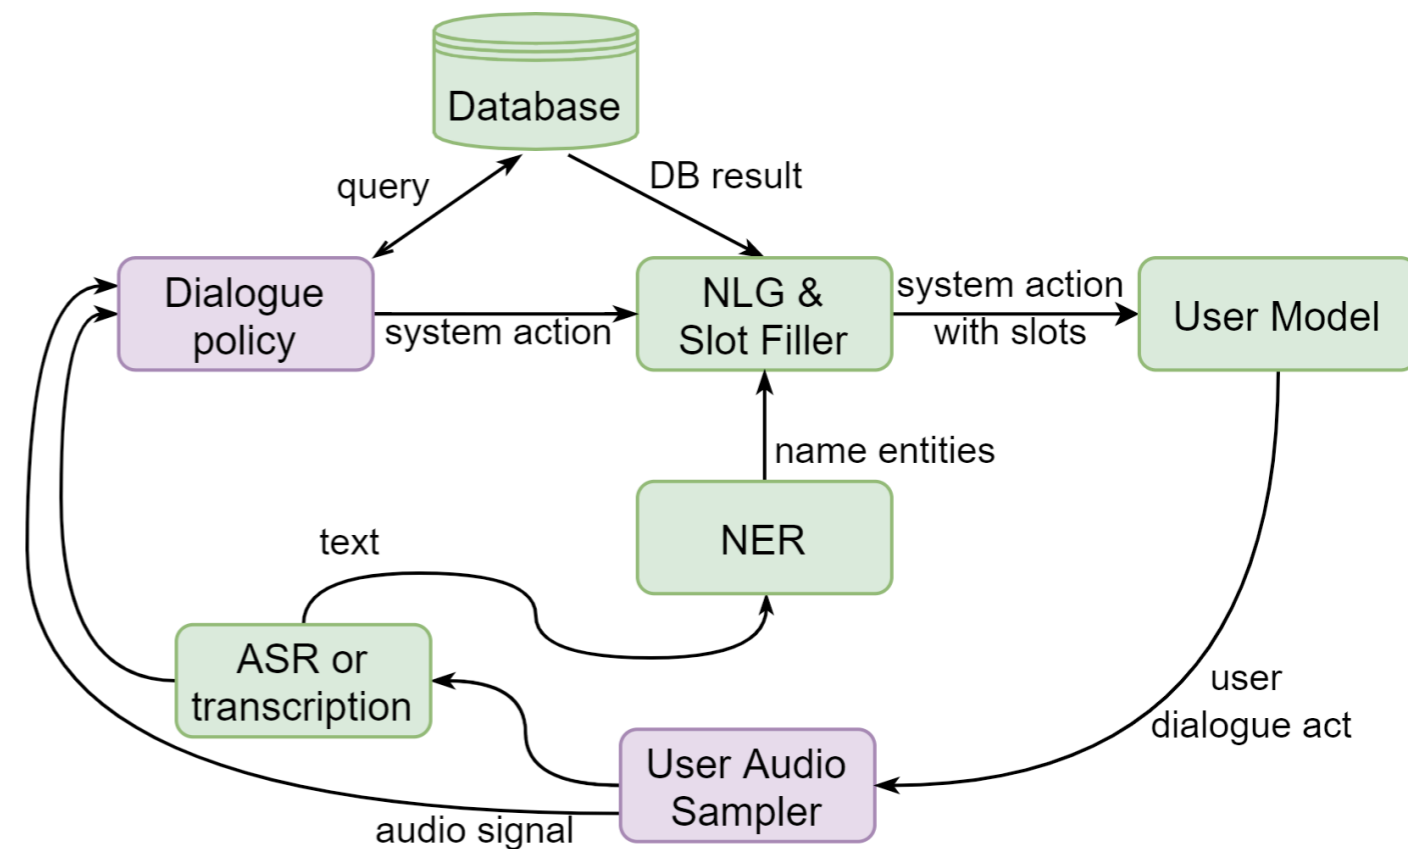 Database
query
DB result
Dialogue
policy
system action
NLG &
Slot Filler
system action
with slots
User Model
name entities
NER
text
ASR or
transcription
user
dialogue act
User Audio
Sampler
audio signal